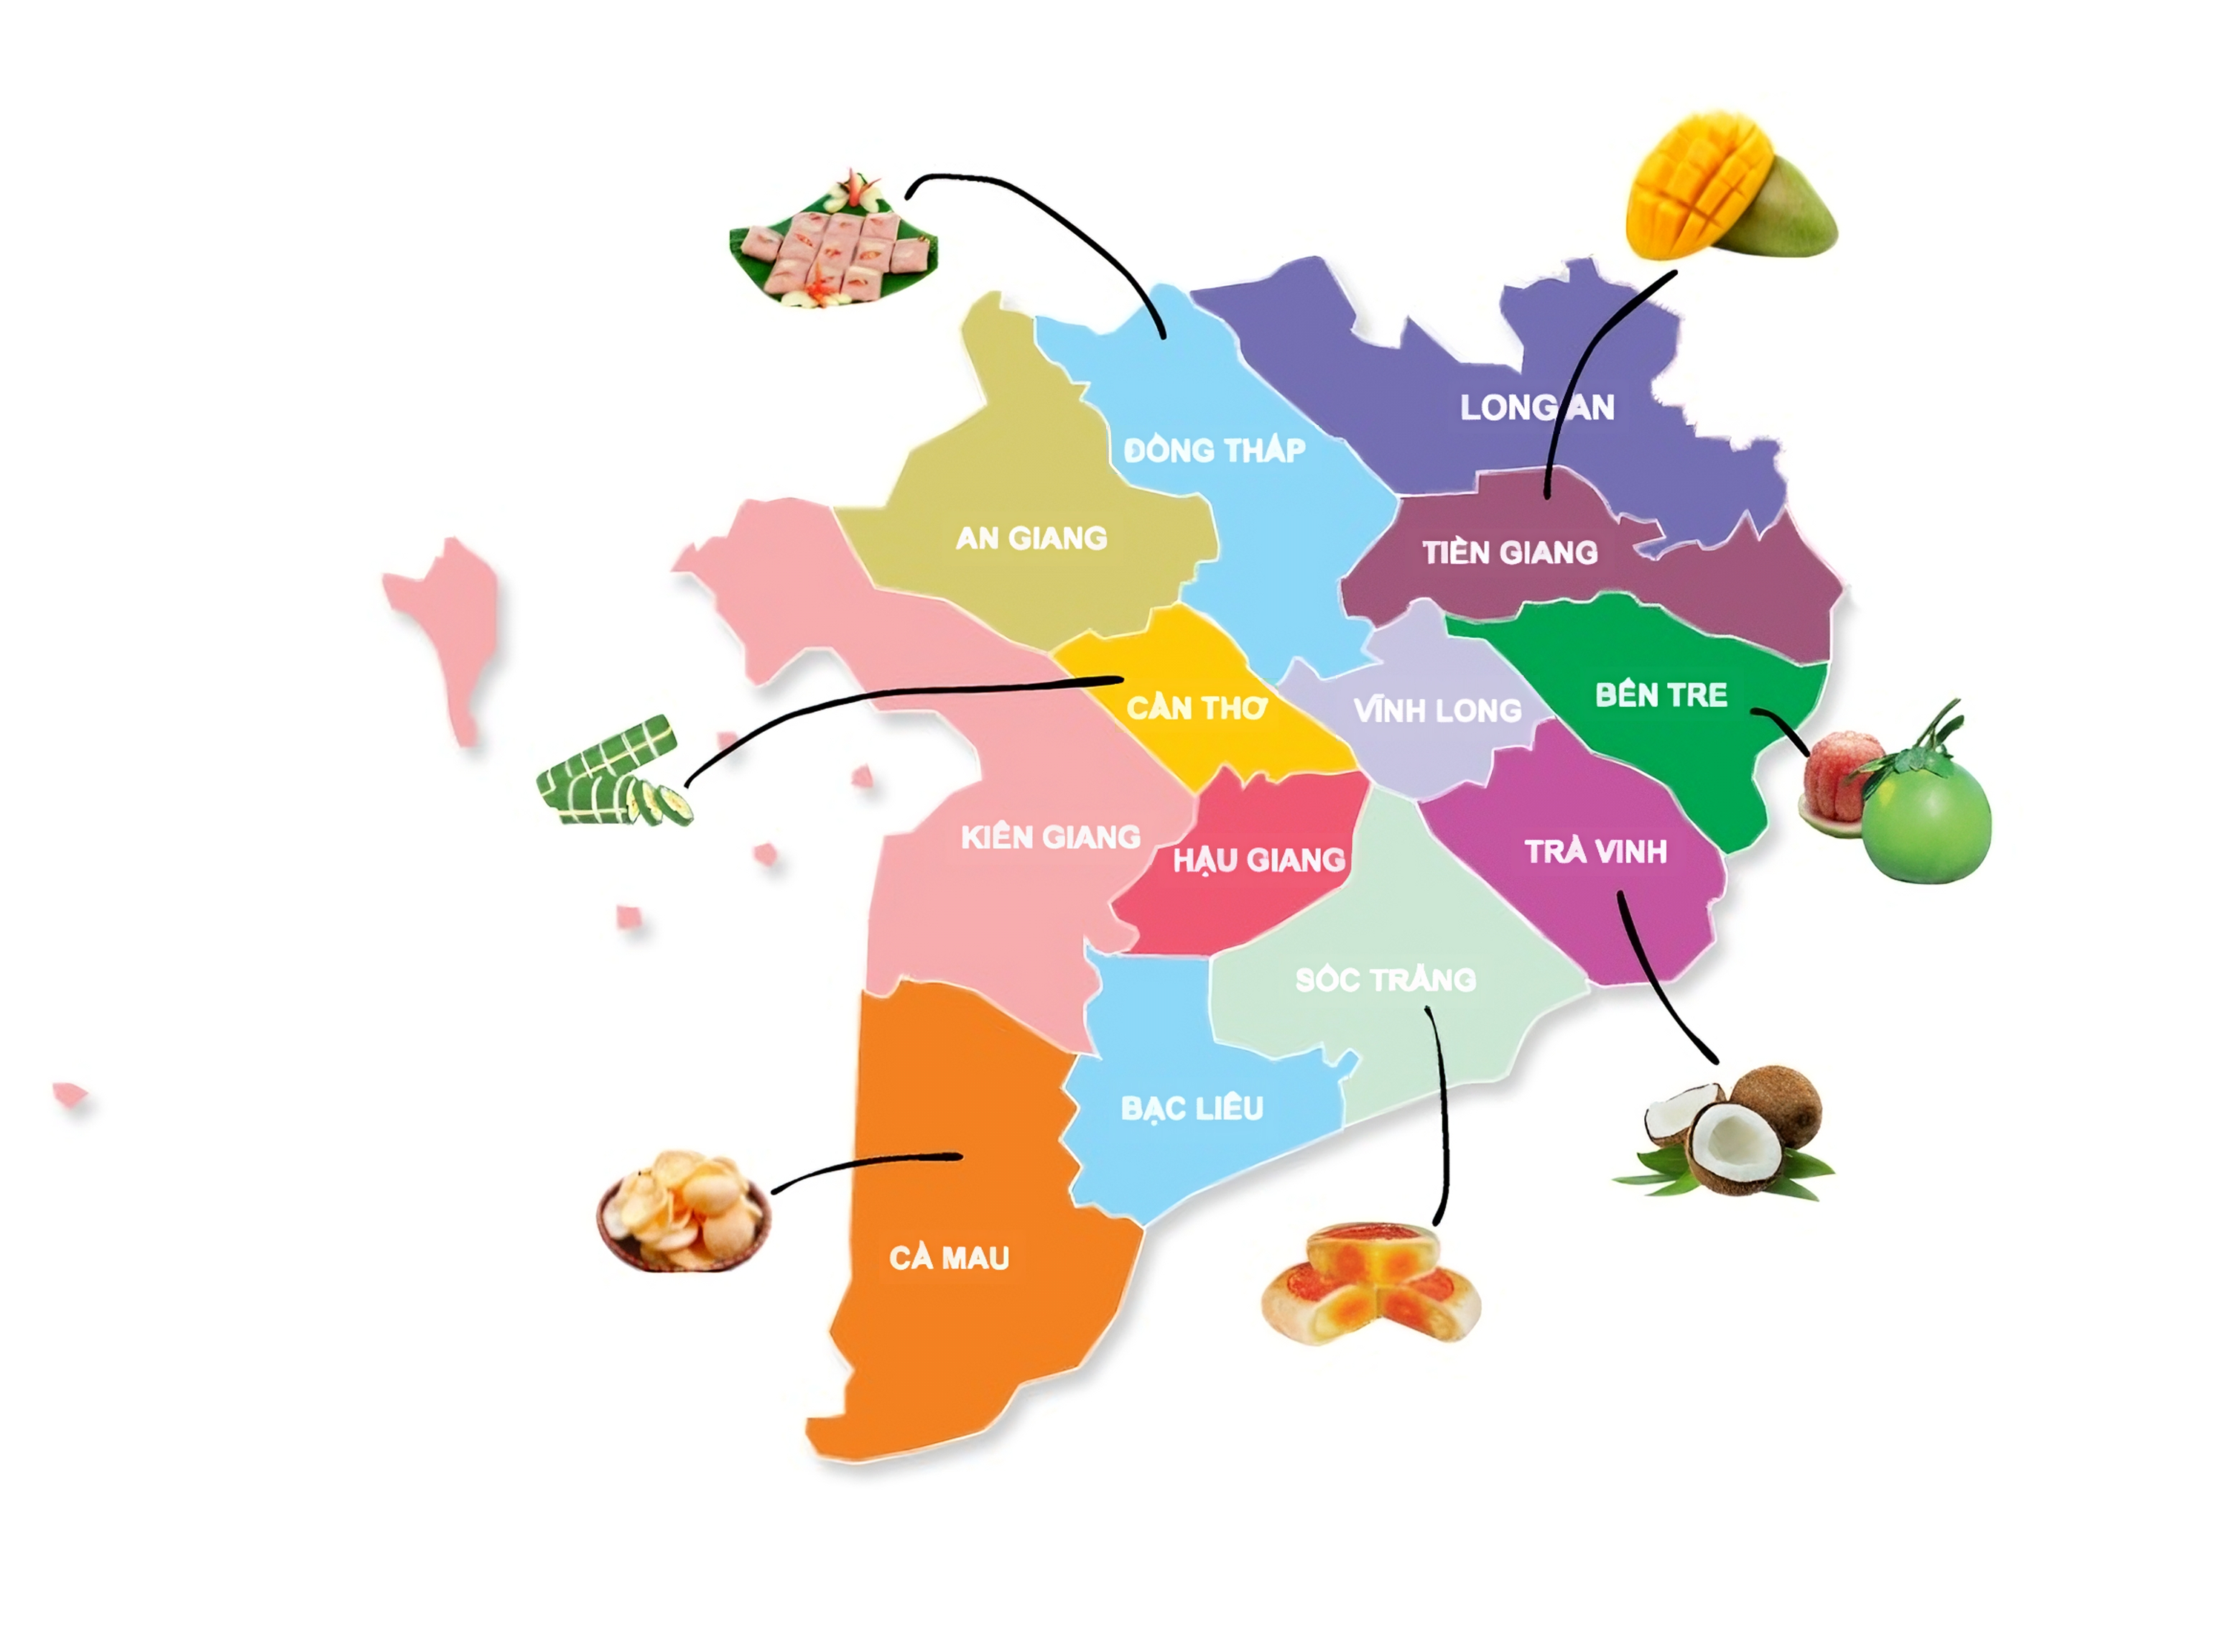 LONG AN
ĐỒNG THÁP
AN GIANG
TIỀN GIANG
BẾN TRE
CẦN THƠ
VĨNH LONG
KIÊN GIANG
HẬU GIANG
TRÀ VINH
SÓC TRĂNG
BẠC LIÊU
CÀ MAU